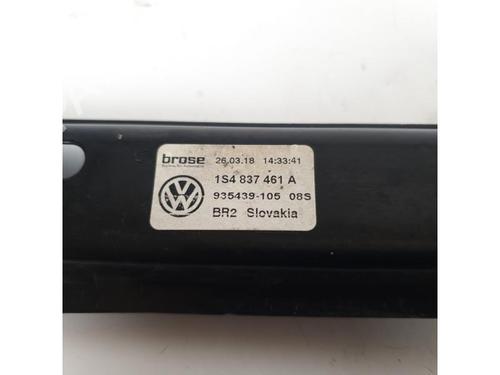 brose 26.03.18 14:33:41
1S4 837 461 A
935439-105 08S
BR2 Slovakia